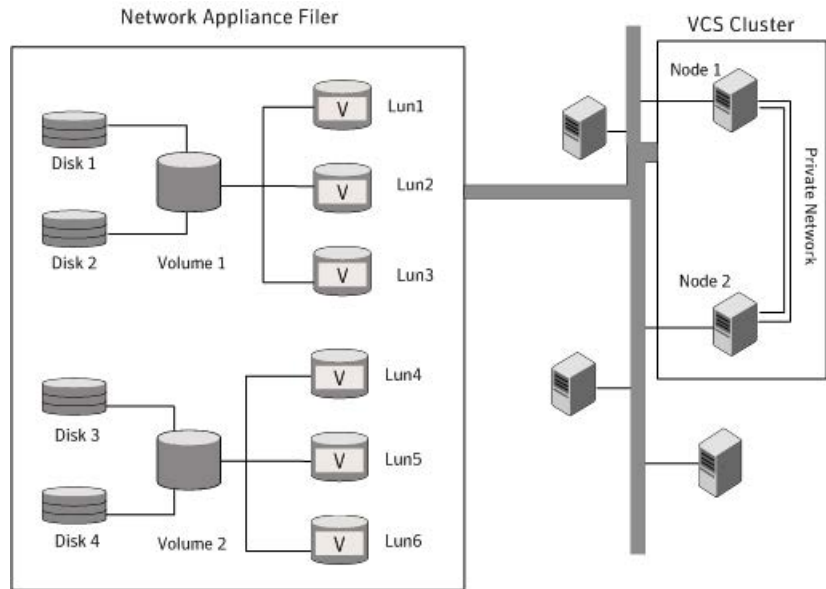 Network Appliance Filer
Disk 1
Disk 2
Volume 1
V
Lun1
V
Lun2
V
Lun3
Disk 3
Disk 4
Volume 2
V
Lun4
V
Lun5
V
Lun6
VCS Cluster
Node 1
Node 2
Private Network